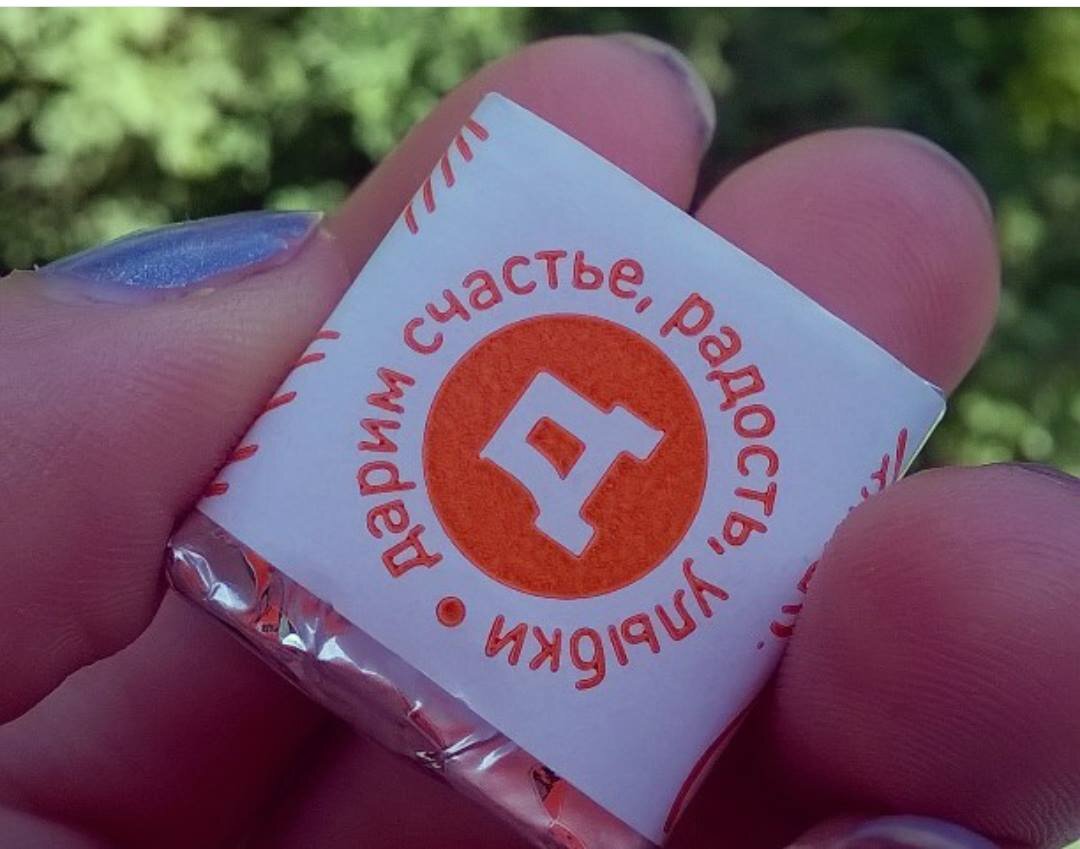 дарим счастье, радость, улыбки •
Д